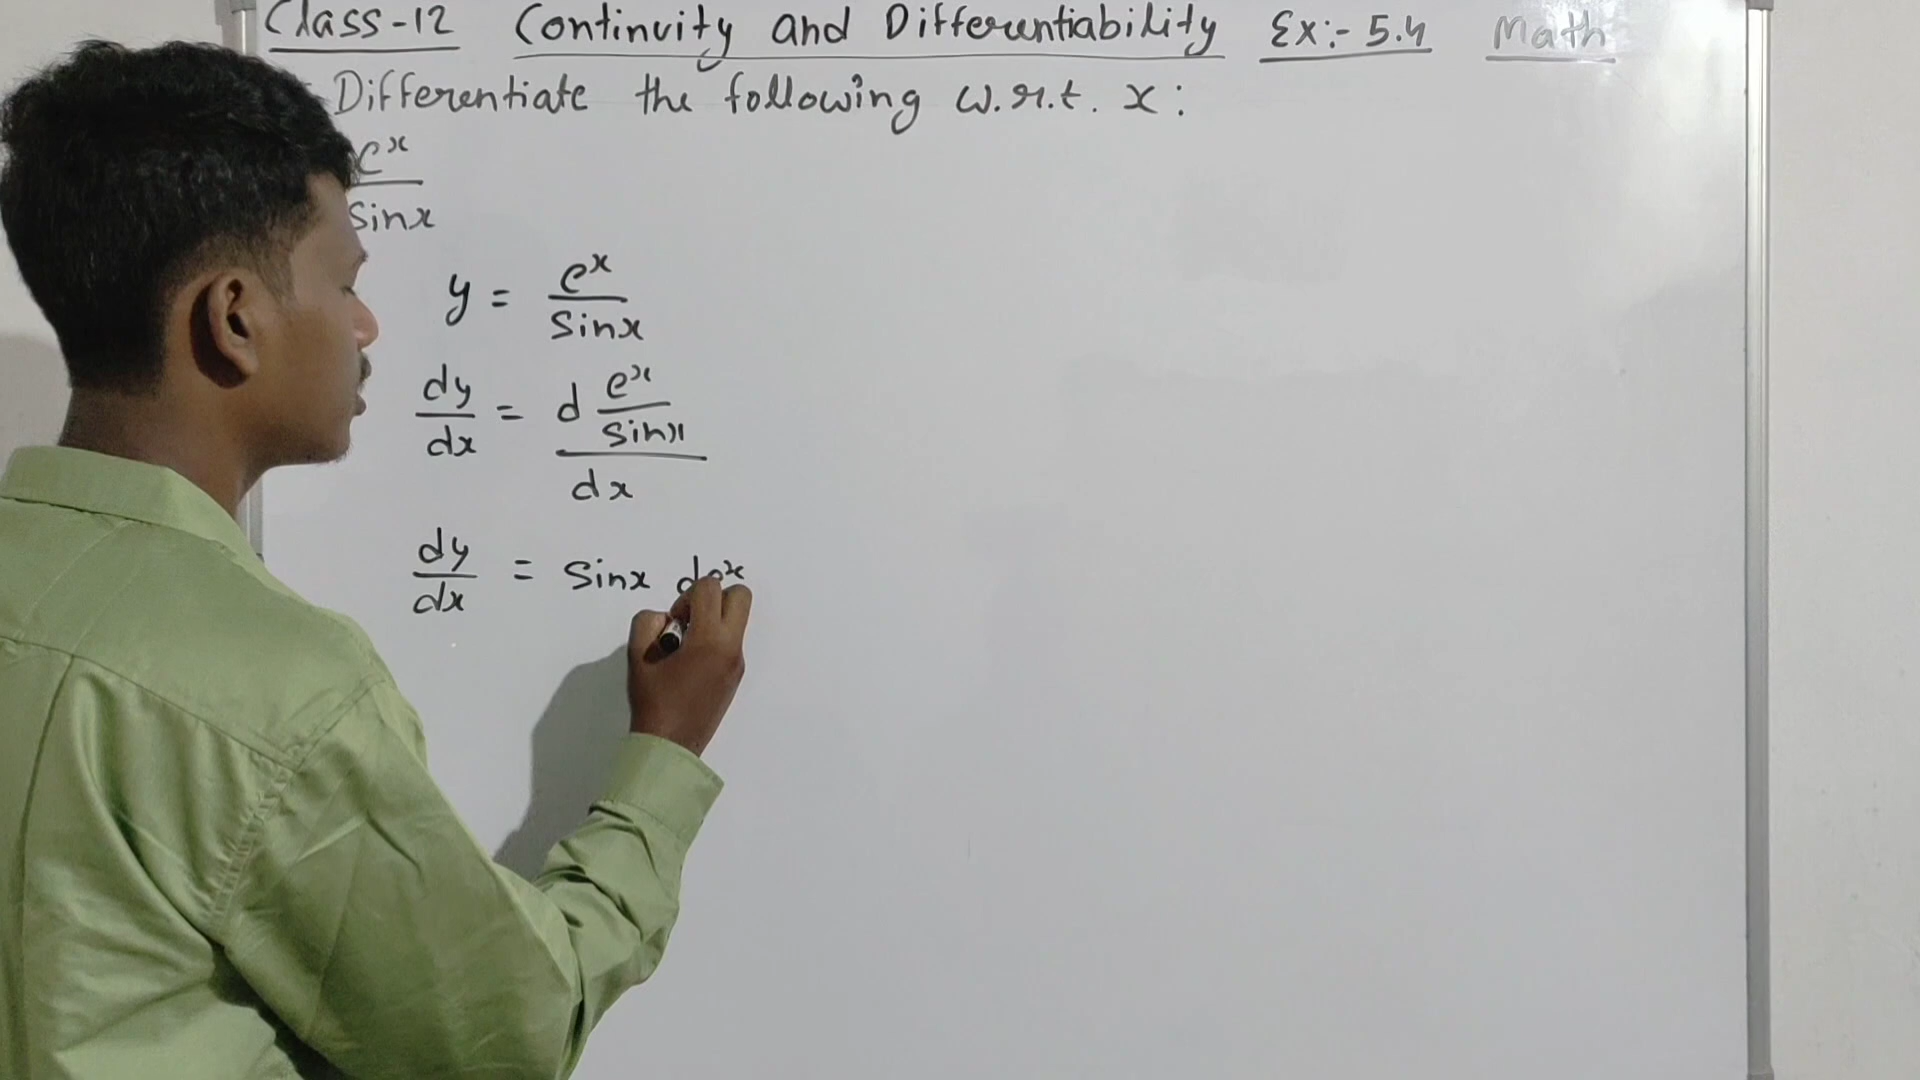 Class-12 Continuity and Differentiability Ex:- 5.4 Math
Differentiate the following w.r.t. x:
e^x
sinx
y = e^x / sinx
dy/dx = d e^x/sinx / dx
dy/dx = sinx de^x